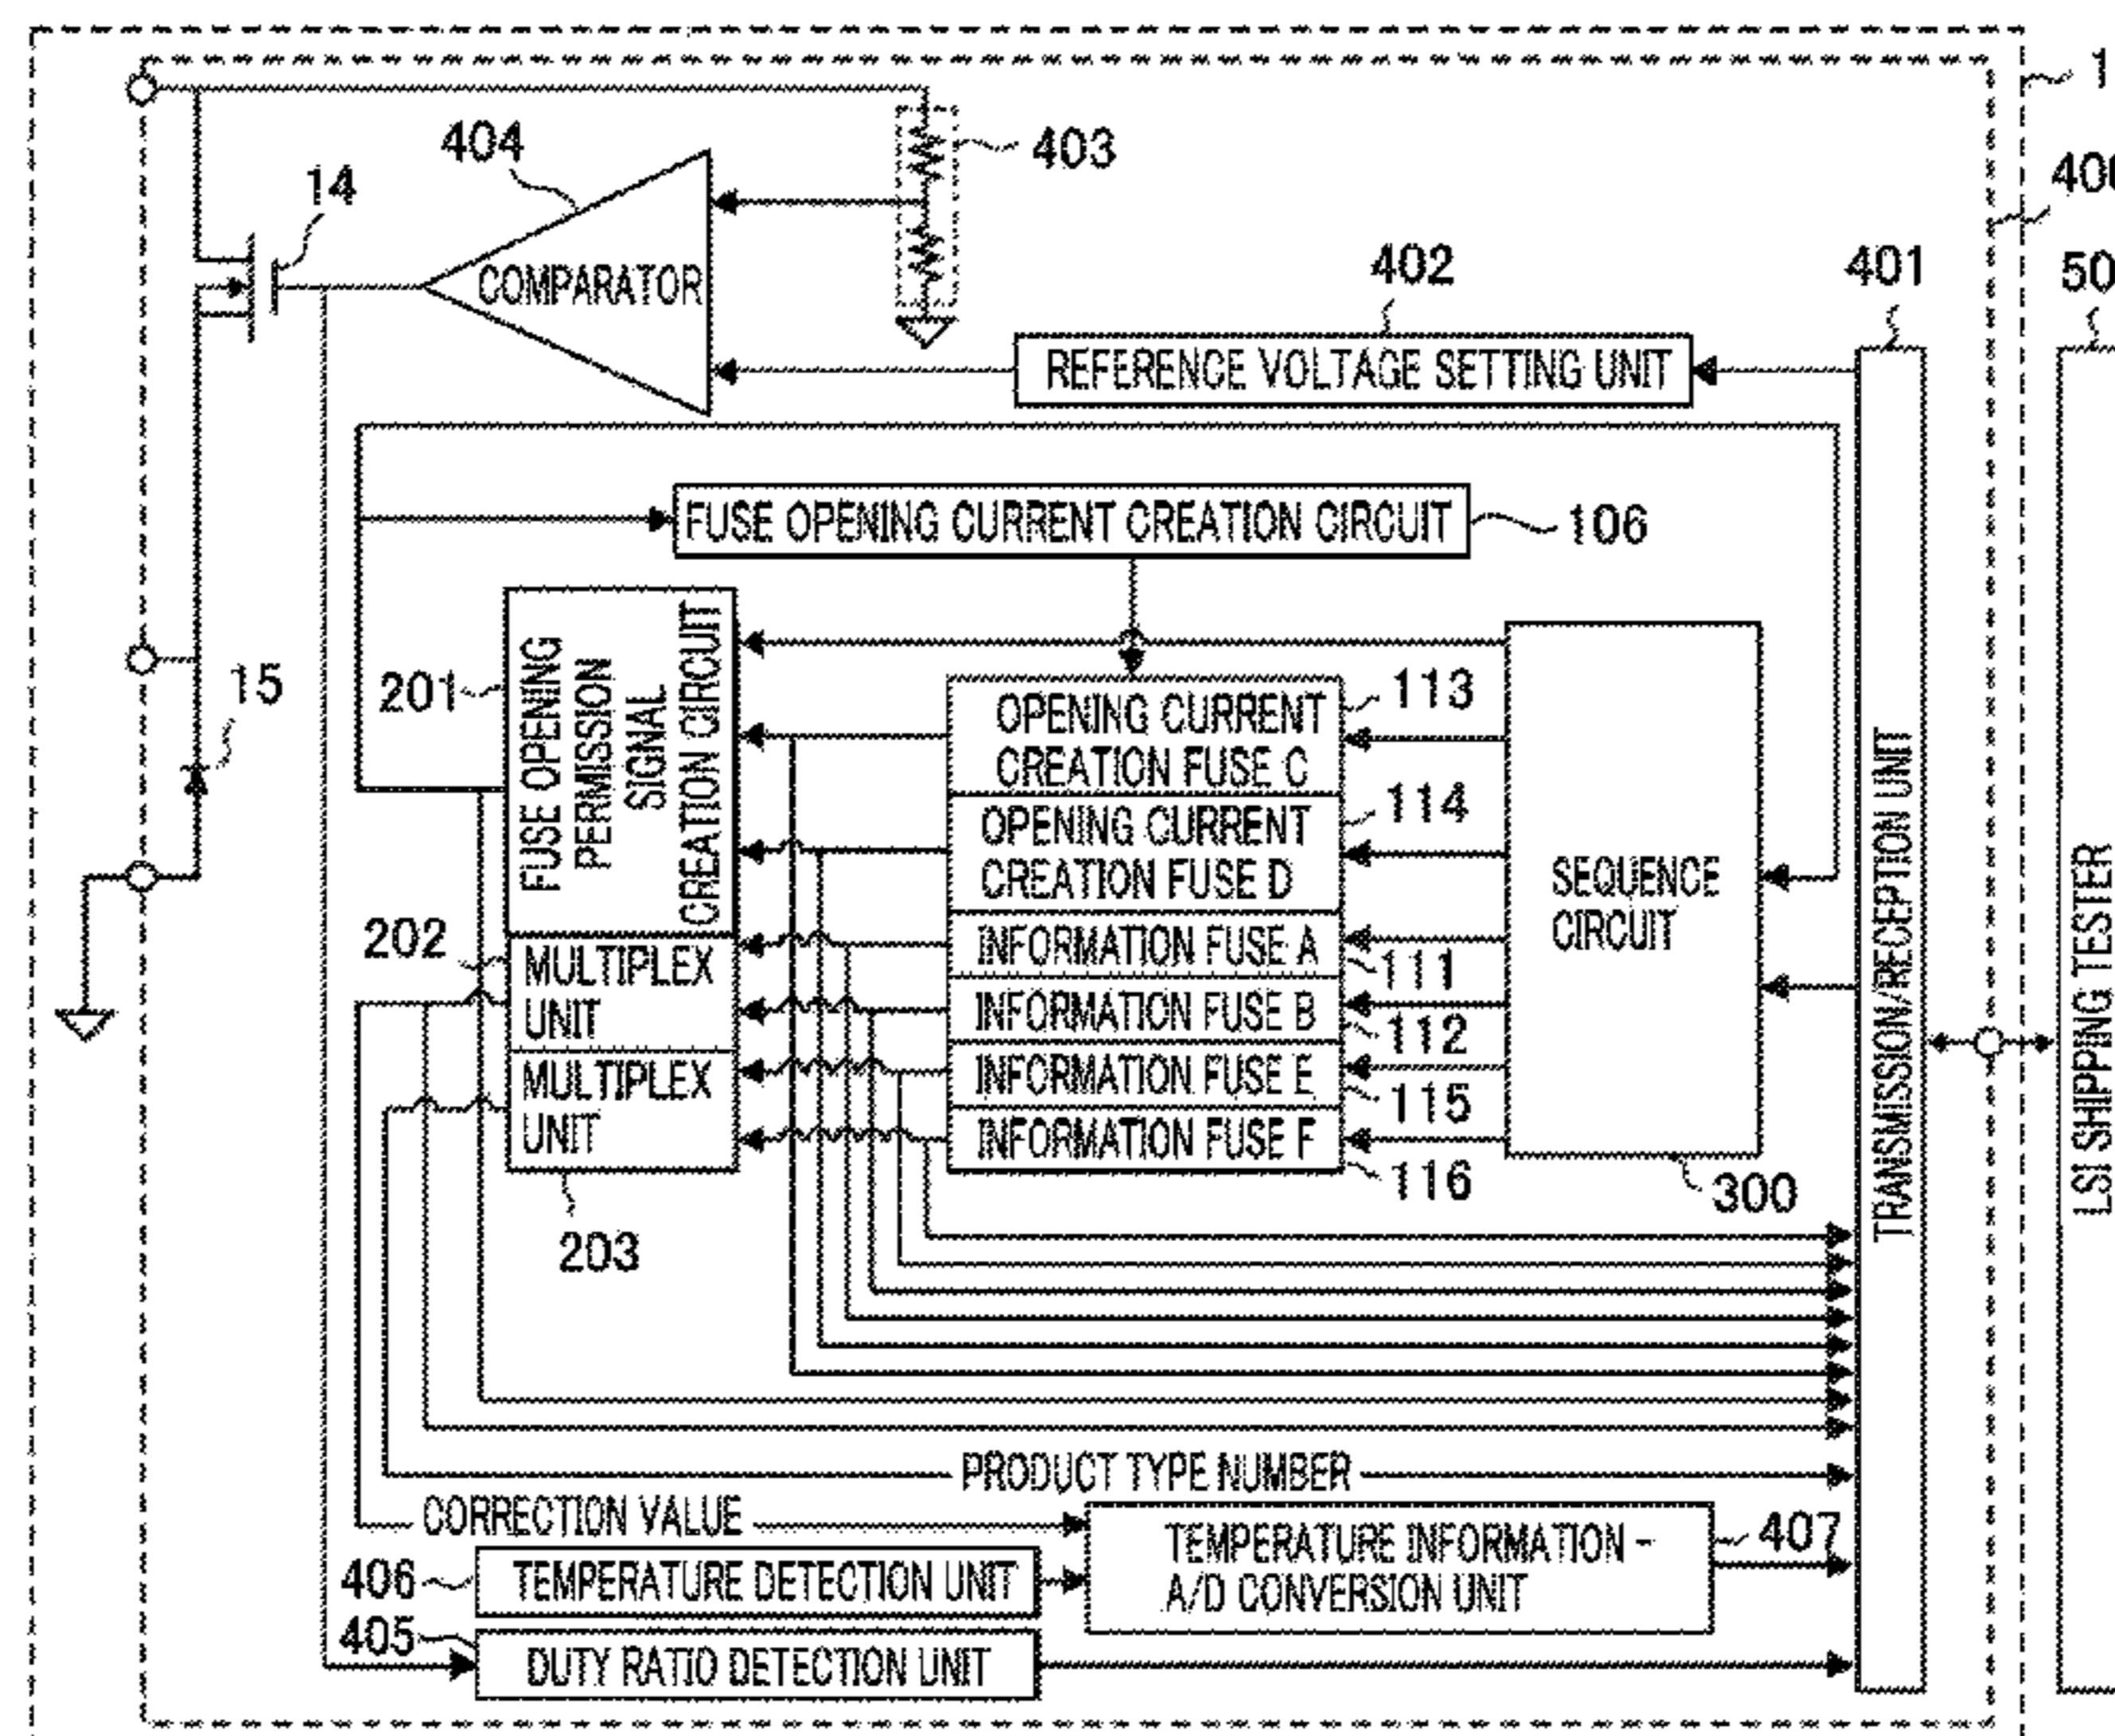 1
404
403
14
400
COMPARATOR
402
401
50
REFERENCE VOLTAGE SETTING UNIT
FUSE OPENING CURRENT CREATION CIRCUIT
106
15
201
FUSE OPENING
PERMISSION
SIGNAL
CREATION CIRCUIT
OPENING CURRENT
CREATION FUSE C
113
OPENING CURRENT
CREATION FUSE D
114
SEQUENCE
CIRCUIT
TRANSMISSION/RECEPTION UNIT
LSI SHIPPING TESTER
202
MULTIPLEX
UNIT
INFORMATION FUSE A
111
INFORMATION FUSE B
112
MULTIPLEX
UNIT
INFORMATION FUSE E
115
INFORMATION FUSE F
116
300
203
PRODUCT TYPE NUMBER
CORRECTION VALUE
TEMPERATURE INFORMATION -
A/D CONVERSION UNIT
407
406
TEMPERATURE DETECTION UNIT
405
DUTY RATIO DETECTION UNIT